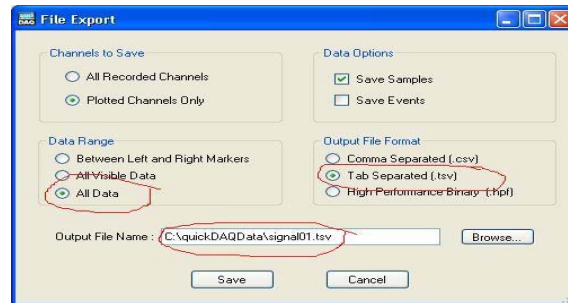 DAQ File Export
Channels to Save
All Recorded Channels
Plotted Channels Only
Data Options
Save Samples
Save Events
Data Range
Between Left and Right Markers
All Visible Data
All Data
Output File Format
Comma Separated (.csv)
Tab Separated (.tsv)
High Performance Binary (.hpf)
Output File Name : C:\quickDAQData\signal01.tsv Browse...
Save Cancel